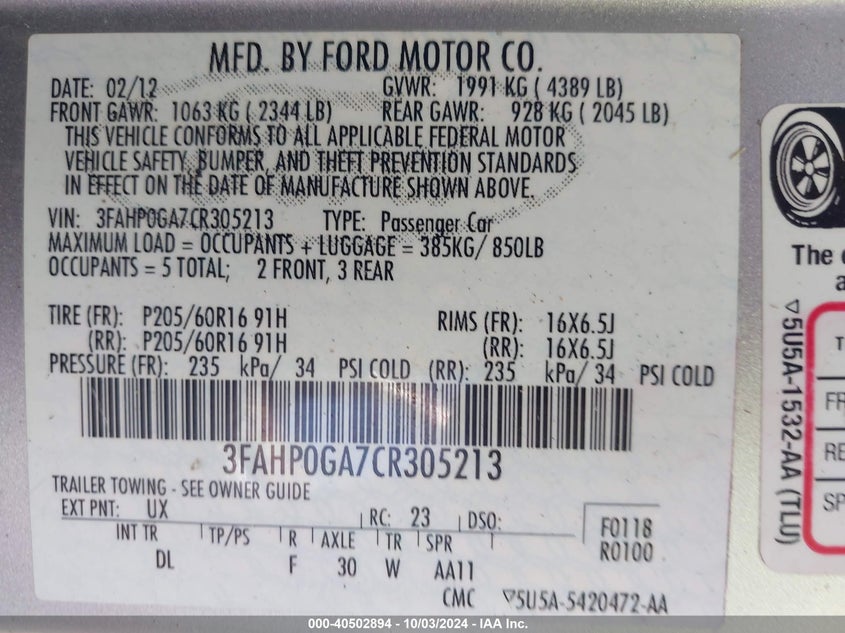 MFD. BY FORD MOTOR CO.
DATE: 02/12 GVWR: 1991 KG ( 4389 LB)
FRONT GAWR: 1063 KG ( 2344 LB) REAR GAWR: 928 KG ( 2045 LB)
THIS VEHICLE CONFORMS TO ALL APPLICABLE FEDERAL MOTOR
VEHICLE SAFETY, BUMPER, AND THEFT PREVENTION STANDARDS
IN EFFECT ON THE DATE OF MANUFACTURE SHOWN ABOVE.
VIN: 3FAHP0GA7CR305213 TYPE: Passenger Car
MAXIMUM LOAD = OCCUPANTS + LUGGAGE = 385KG/ 850LB
OCCUPANTS = 5 TOTAL; 2 FRONT, 3 REAR
TIRE (FR): P205/60R16 91H RIMS (FR): 16X6.5J
(RR): P205/60R16 91H (RR): 16X6.5J
PRESSURE (FR): 235 kPa/ 34 PSI COLD (RR): 235 kPa/ 34 PSI COLD
3FAHP0GA7CR305213
TRAILER TOWING - SEE OWNER GUIDE
EXT PNT: UX RC: 23 DSO:
INT TR TP/PS R AXLE TR SPR F0118
R0100
DL F 30 W AA11
CMC ▽5U5A-5420472-AA
The
▽5U5A-1532-AA (TLU)
T
FR
RE
SP
000-40502894 - 10/03/2024 - IAA Inc.